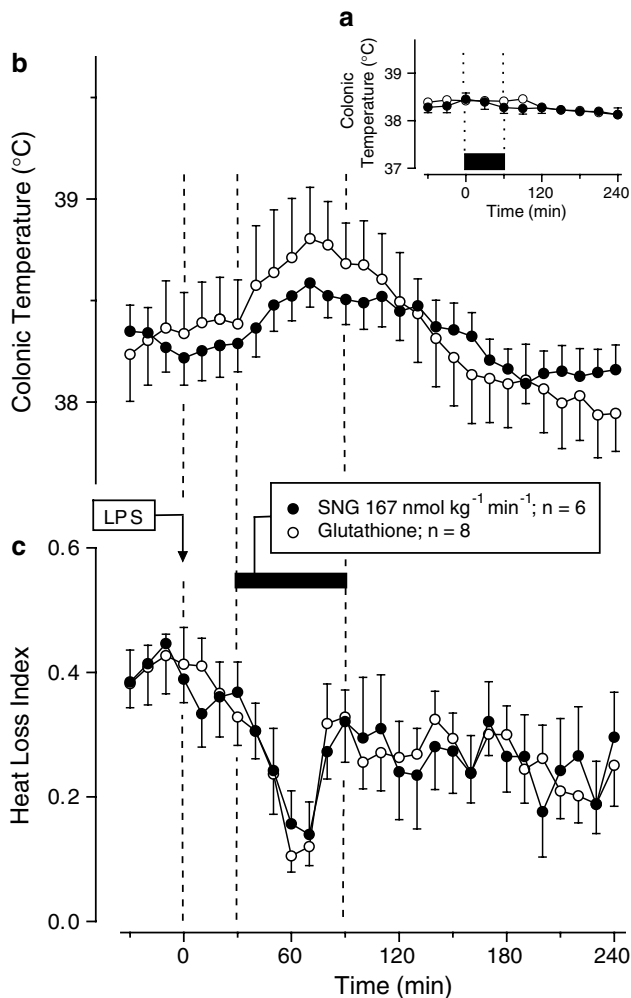 a
Colonic
Temperature (°C)
39
38
37
0
120
240
Time (min)
b
Colonic Temperature (°C)
39
38
LPS
SNG 167 nmol kg⁻¹ min⁻¹; n = 6
Glutathione; n = 8
c
Heat Loss Index
0.6
0.4
0.2
0.0
0
60
120
180
240
Time (min)